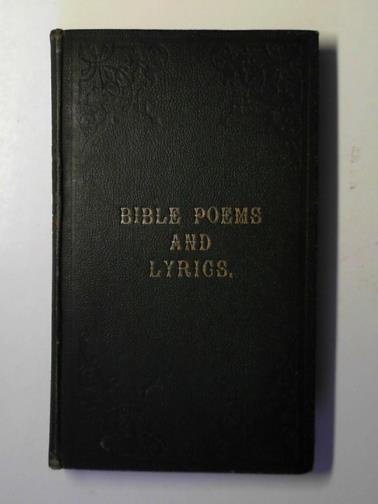 BIBLE POEMS
AND
LYRICS.